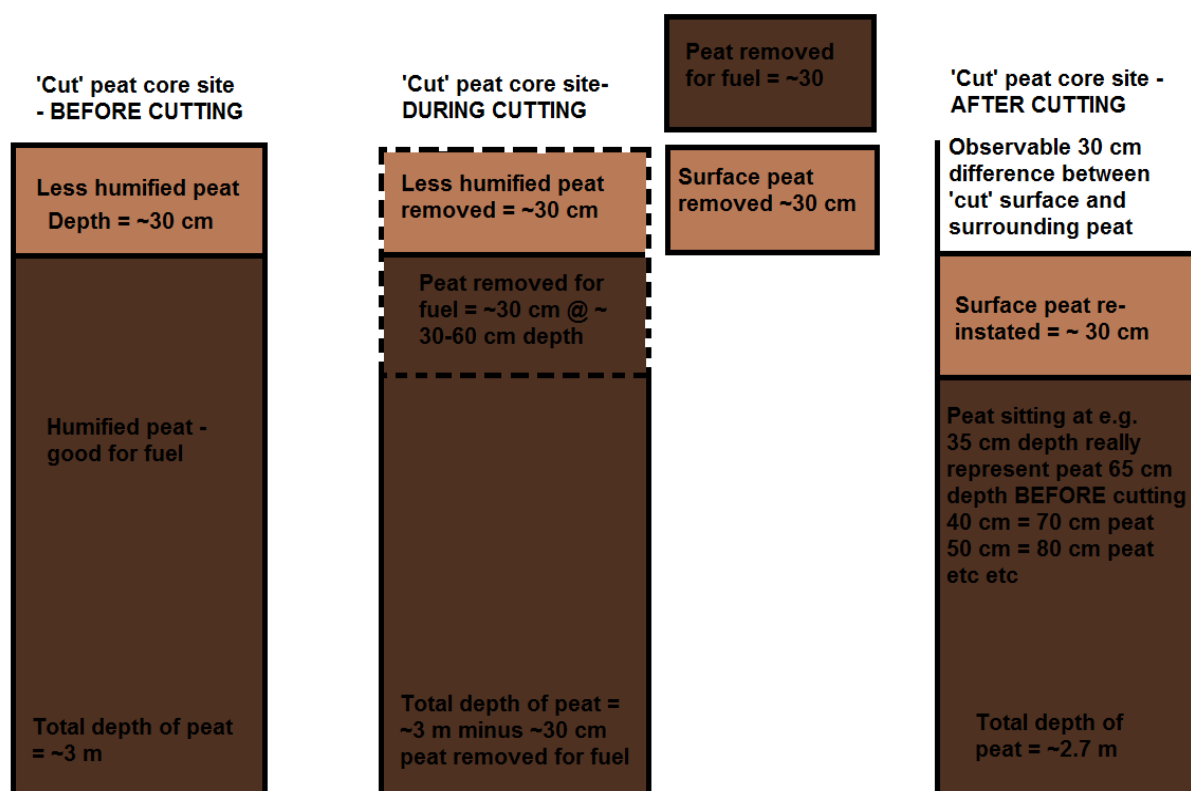 'Cut' peat core site
- BEFORE CUTTING
Less humified peat
Depth = ~30 cm
Humified peat -
good for fuel
Total depth of peat
= ~3 m
'Cut' peat core site-
DURING CUTTING
Less humified peat
removed = ~30 cm
Peat removed for
fuel = ~30 cm @ ~
30-60 cm depth
Total depth of peat =
~3 m minus ~30 cm
peat removed for fuel
Peat removed
for fuel = ~30
Surface peat
removed ~30 cm
'Cut' peat core site -
AFTER CUTTING
Observable 30 cm
difference between
'cut' surface and
surrounding peat
Surface peat re-
instated = ~ 30 cm
Peat sitting at e.g.
35 cm depth really
represent peat 65 cm
depth BEFORE cutting
40 cm = 70 cm peat
50 cm = 80 cm peat
etc etc
Total depth of
peat = ~2.7 m